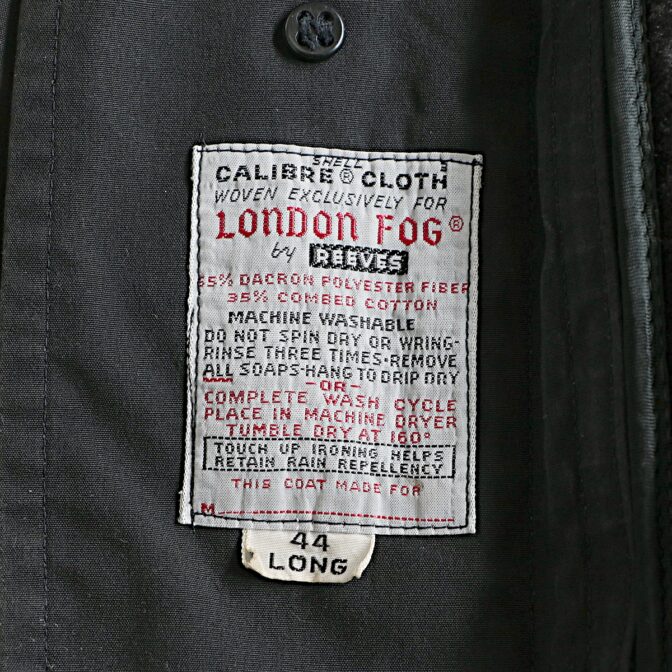 SHELL
CALIBRE® CLOTH
WOVEN EXCLUSIVELY FOR
LONDON FOG®
by REEVES
65% DACRON POLYESTER FIBER
35% COMBED COTTON
MACHINE WASHABLE
DO NOT SPIN DRY OR WRING-
RINSE THREE TIMES·REMOVE
ALL SOAPS-HANG TO DRIP DRY
-OR-
COMPLETE WASH CYCLE
PLACE IN MACHINE DRYER
TUMBLE DRY AT 160°
TOUCH UP IRONING HELPS
RETAIN RAIN REPELLENCY
THIS COAT MADE FOR
M
44
LONG